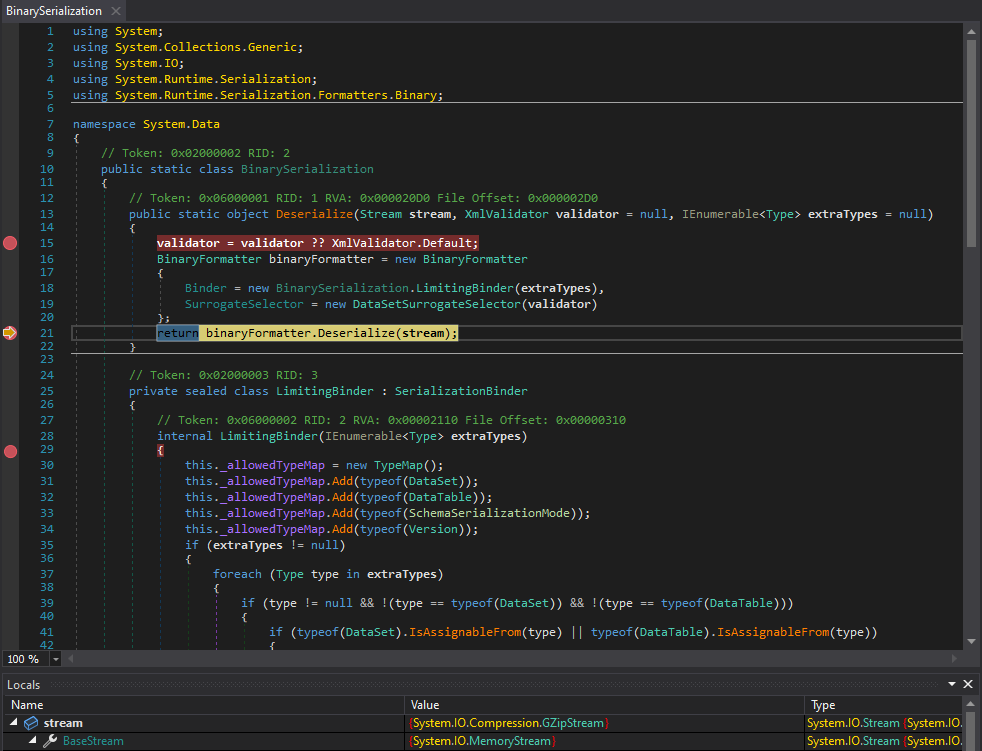 BinarySerialization
1 using System;
2 using System.Collections.Generic;
3 using System.IO;
4 using System.Runtime.Serialization;
5 using System.Runtime.Serialization.Formatters.Binary;
6
7 namespace System.Data
8 {
9 // Token: 0x02000002 RID: 2
10 public static class BinarySerialization
11 {
12 // Token: 0x06000001 RID: 1 RVA: 0x000020D0 File Offset: 0x000002D0
13 public static object Deserialize(Stream stream, XmlValidator validator = null, IEnumerable<Type> extraTypes = null)
14 {
15 validator = validator ?? XmlValidator.Default;
16 BinaryFormatter binaryFormatter = new BinaryFormatter
17 {
18 Binder = new BinarySerialization.LimitingBinder(extraTypes),
19 SurrogateSelector = new DataSetSurrogateSelector(validator)
20 };
21 return binaryFormatter.Deserialize(stream);
22 }
23
24 // Token: 0x02000003 RID: 3
25 private sealed class LimitingBinder : SerializationBinder
26 {
27 // Token: 0x06000002 RID: 2 RVA: 0x00002110 File Offset: 0x00000310
28 internal LimitingBinder(IEnumerable<Type> extraTypes)
29 {
30 this._allowedTypeMap = new TypeMap();
31 this._allowedTypeMap.Add(typeof(DataSet));
32 this._allowedTypeMap.Add(typeof(DataTable));
33 this._allowedTypeMap.Add(typeof(SchemaSerializationMode));
34 this._allowedTypeMap.Add(typeof(Version));
35 if (extraTypes != null)
36 {
37 foreach (Type type in extraTypes)
38 {
39 if (type != null && !(type == typeof(DataSet)) && !(type == typeof(DataTable)))
40 {
41 if (typeof(DataSet).IsAssignableFrom(type) || typeof(DataTable).IsAssignableFrom(type))
42 {
100 %
Locals
Name Value Type
stream {System.IO.Compression.GZipStream} System.IO.Stream {System.IO.
BaseStream {System.IO.MemoryStream} System.IO.Stream {System.IO.